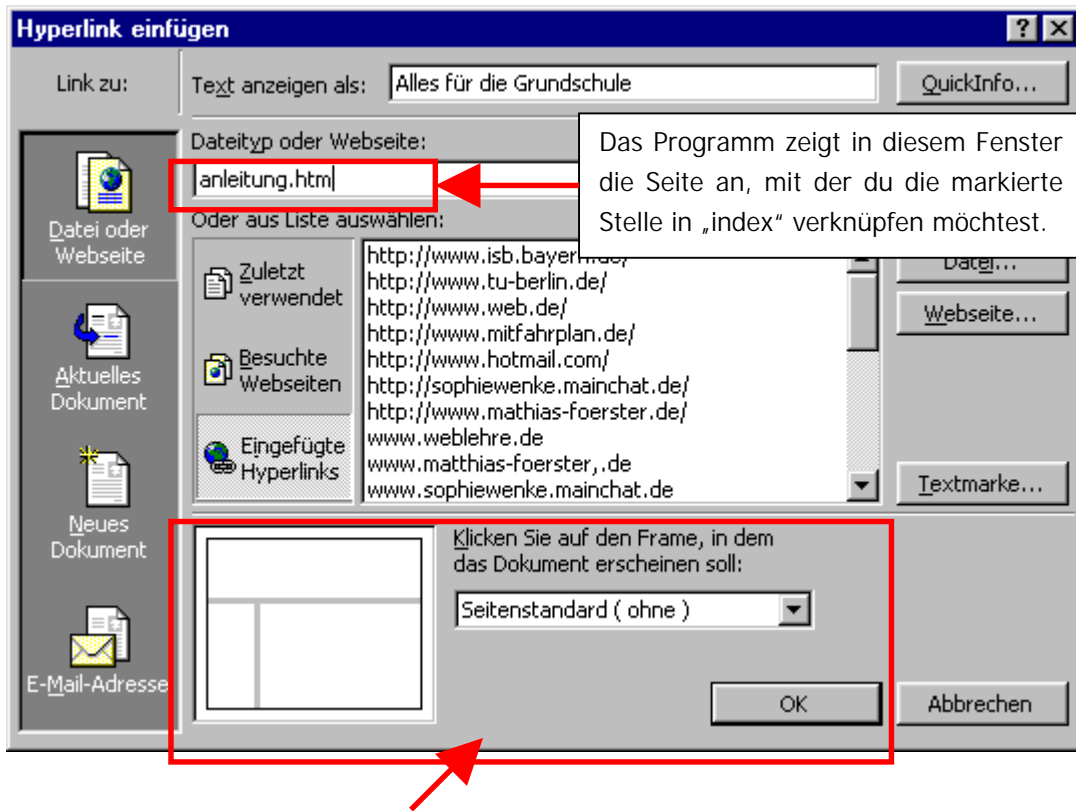 Hyperlink einfügen
Link zu:
Text anzeigen als:
Alles für die Grundschule
QuickInfo...
Dateityp oder Webseite:
anleitung.htm
Das Programm zeigt in diesem Fenster
die Seite an, mit der du die markierte
Stelle in „index“ verknüpfen möchtest.
Oder aus Liste auswählen:
Datei oder
Webseite
Aktuelles
Dokument
Neues
Dokument
E-Mail-Adresse
Zuletzt
verwendet
Besuchte
Webseiten
Eingefügte
Hyperlinks
http://www.isb.bayern.de/
http://www.tu-berlin.de/
http://www.web.de/
http://www.mitfahrplan.de/
http://www.hotmail.com/
http://sophiewenke.mainchat.de/
http://www.mathias-foerster.de/
www.weblehre.de
www.matthias-foerster,.de
www.sophiewenke.mainchat.de
Datei...
Webseite...
Textmarke...
Klicken Sie auf den Frame, in dem
das Dokument erscheinen soll:
Seitenstandard ( ohne )
OK
Abbrechen